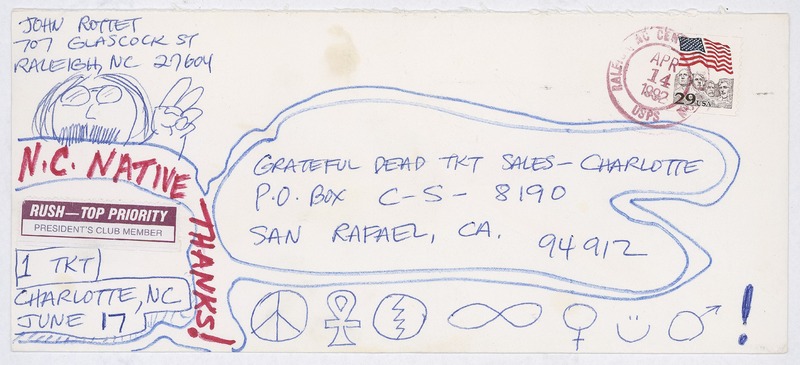 JOHN ROTTET
707 GLASCOCK ST
RALEIGH, NC 27604
N.C. NATIVE
THANKS!
RUSH—TOP PRIORITY
PRESIDENT'S CLUB MEMBER
1 TKT
CHARLOTTE, NC
JUNE 17
GRATEFUL DEAD TKT SALES—CHARLOTTE
P.O. BOX C-S-8190
SAN RAFAEL, CA. 94912
!
APR
14
1992
USPS
29 USA